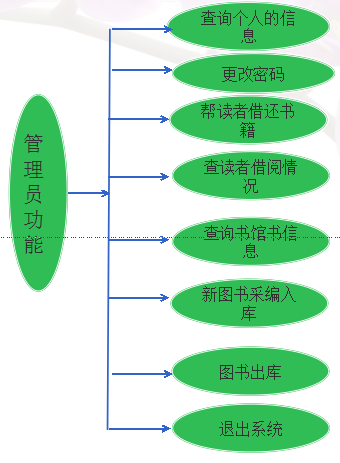 管
理
员
功
能
查询个人的信
息
更改密码
帮读者借还书
籍
查读者借阅情
况
查询书馆书信
息
新图书采编入
库
图书出库
退出系统